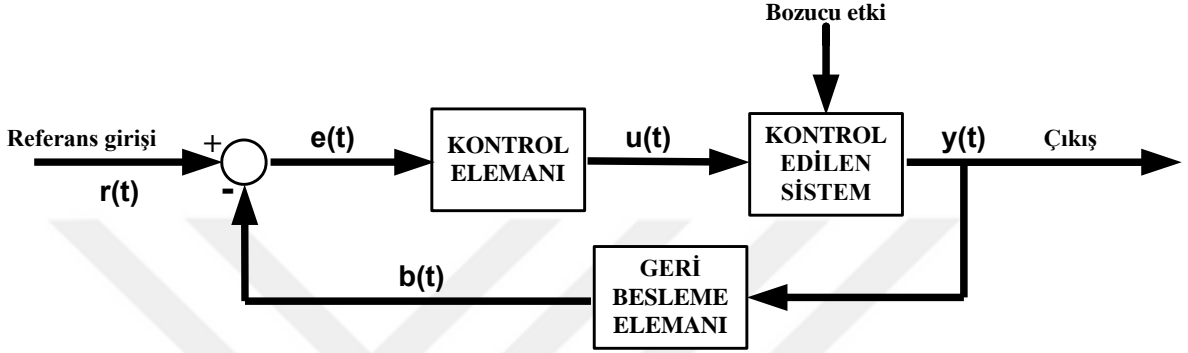 Bozucu etki
Referans girişi
+
-
r(t)
e(t)
KONTROL
ELEMANI
u(t)
KONTROL
EDİLEN
SİSTEM
y(t)
Çıkış
b(t)
GERİ
BESLEME
ELEMANI